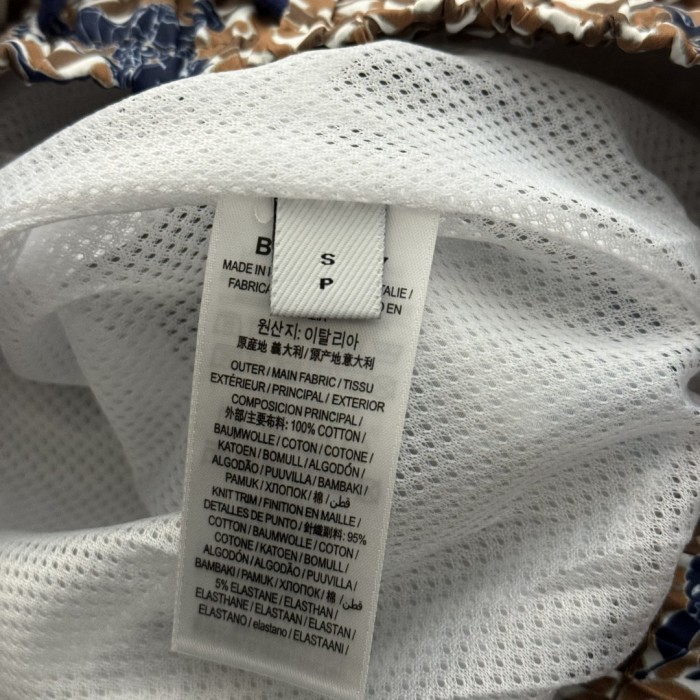 S
P
B
MADE IN
ALIE /
FABRICA
EN
원산지: 이탈리아
原産地 義大利 / 原产地意大利
OUTER / MAIN FABRIC / TISSU
EXTÉRIEUR / PRINCIPAL / EXTERIOR
COMPOSICION PRINCIPAL /
外部/主要布料: 100% COTTON /
BAUMWOLLE / COTON / COTONE /
KATOEN / BOMULL / ALGODÓN /
ALGODÃO / PUUVILLA / BAMBAKI /
PAMUK / ХЛОПОК / 棉 / قطن/
KNIT TRIM / FINITION EN MAILLE /
DETALLES DE PUNTO / 針織副料: 95%
COTTON / BAUMWOLLE / COTON /
COTONE / KATOEN / BOMULL /
ALGODÓN / ALGODÃO / PUUVILLA /
BAMBAKI / PAMUK / ХЛОПОК / 棉 / قطن/
5% ELASTANE / ELASTHAN /
ELASTHANE / ELASTAAN / ELASTAN /
ELASTANO / elastano / ELASTAANI /